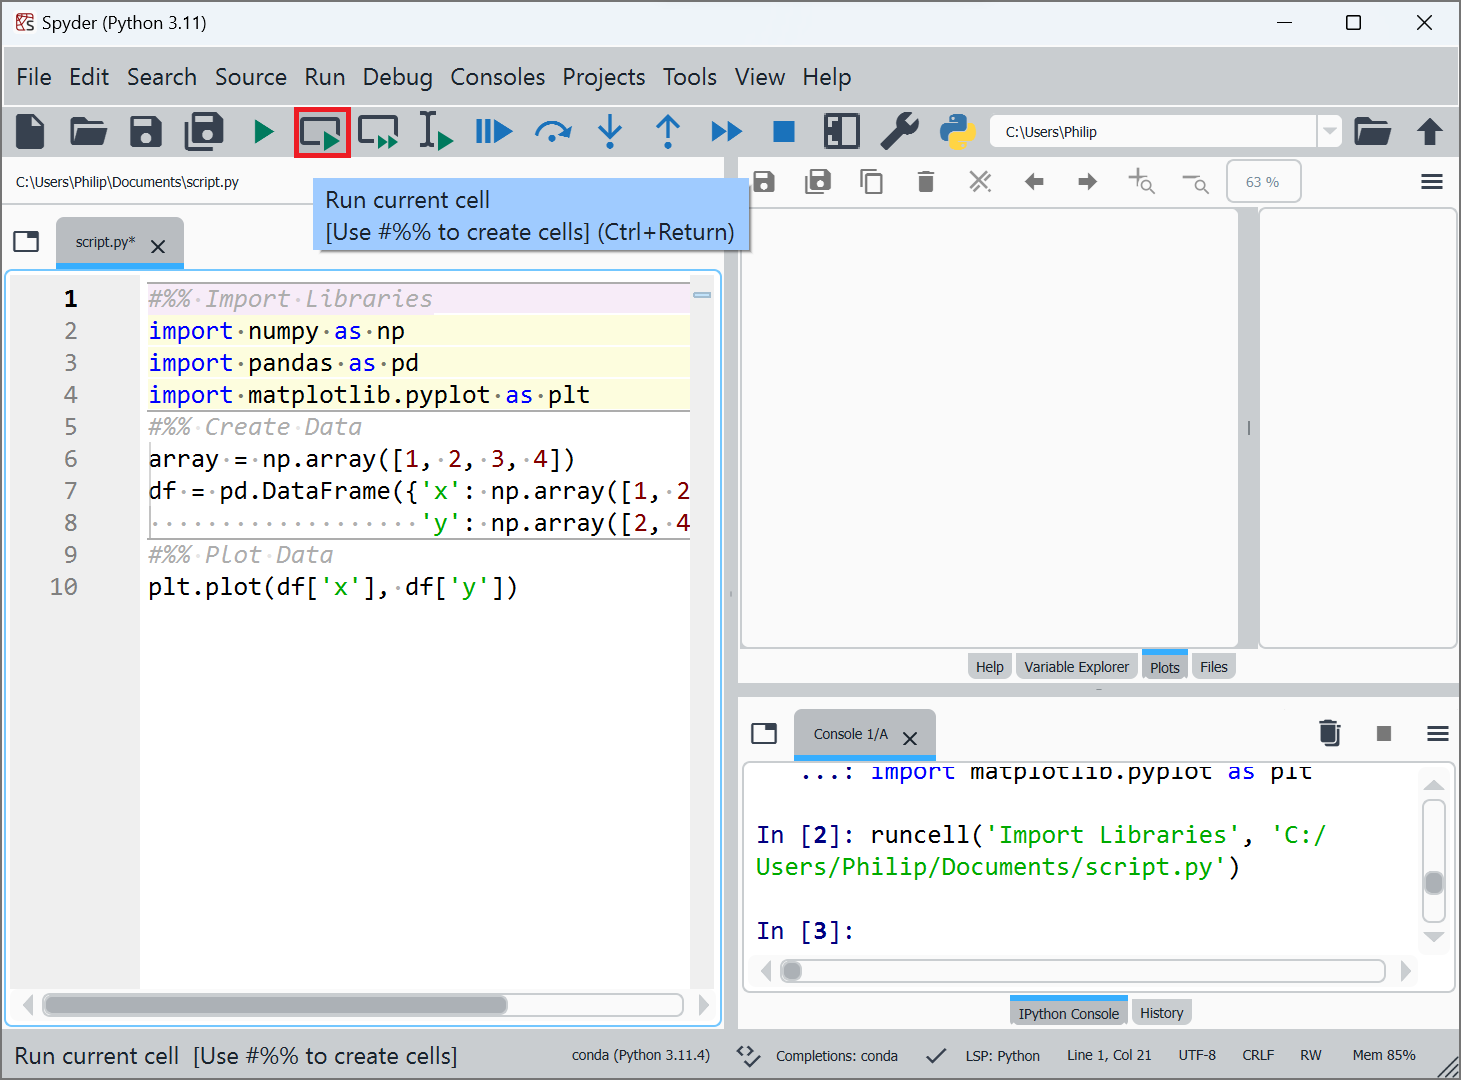 Spyder (Python 3.11)
File Edit Search Source Run Debug Consoles Projects Tools View Help
C:\Users\Philip
C:\Users\Philip\Documents\script.py
Run current cell
[Use #%% to create cells] (Ctrl+Return)
63 %
script.py*
1 #%% Import Libraries
2 import numpy as np
3 import pandas as pd
4 import matplotlib.pyplot as plt
5 #%% Create Data
6 array = np.array([1, 2, 3, 4])
7 df = pd.DataFrame({'x': np.array([1, 2
8 'y': np.array([2, 4
9 #%% Plot Data
10 plt.plot(df['x'], df['y'])
Help Variable Explorer Plots Files
Console 1/A
...: import matplotlib.pyplot as plt
In [2]: runcell('Import Libraries', 'C:/
Users/Philip/Documents/script.py')
In [3]:
IPython Console History
Run current cell [Use #%% to create cells] conda (Python 3.11.4) Completions: conda LSP: Python Line 1, Col 21 UTF-8 CRLF RW Mem 85%